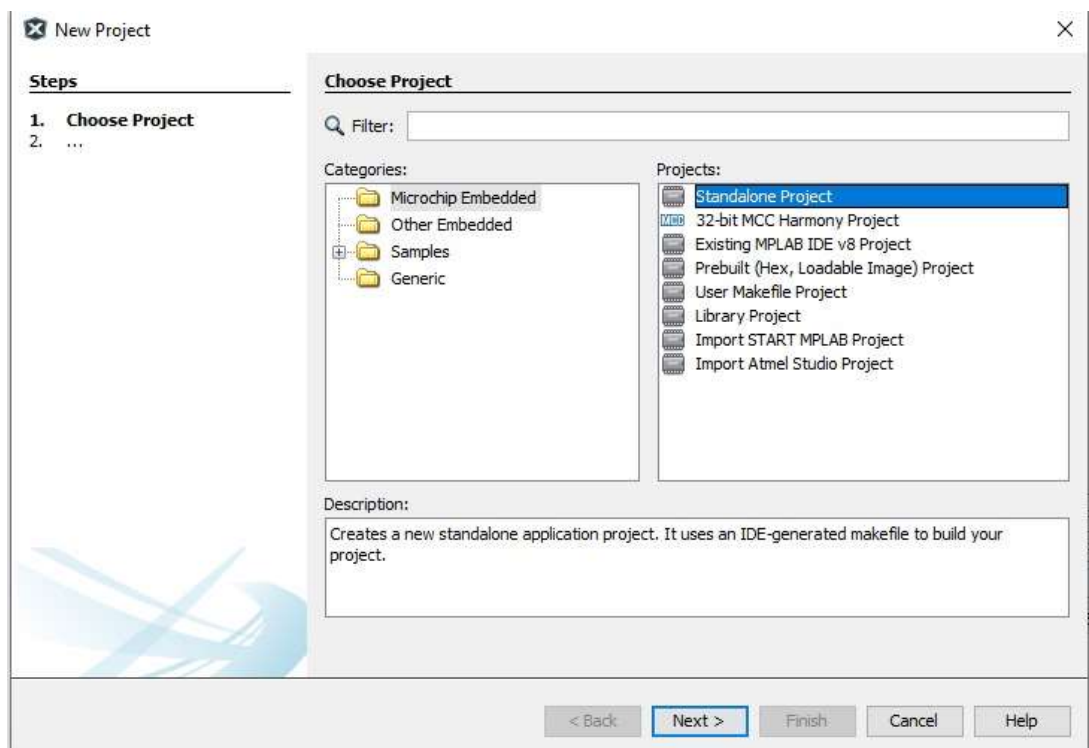 New Project
Steps
1. Choose Project
2. ...
Choose Project
Filter:
Categories:
Microchip Embedded
Other Embedded
Samples
Generic
Projects:
Standalone Project
32-bit MCC Harmony Project
Existing MPLAB IDE v8 Project
Prebuilt (Hex, Loadable Image) Project
User Makefile Project
Library Project
Import START MPLAB Project
Import Atmel Studio Project
Description:
Creates a new standalone application project. It uses an IDE-generated makefile to build your
project.
< Back
Next >
Finish
Cancel
Help